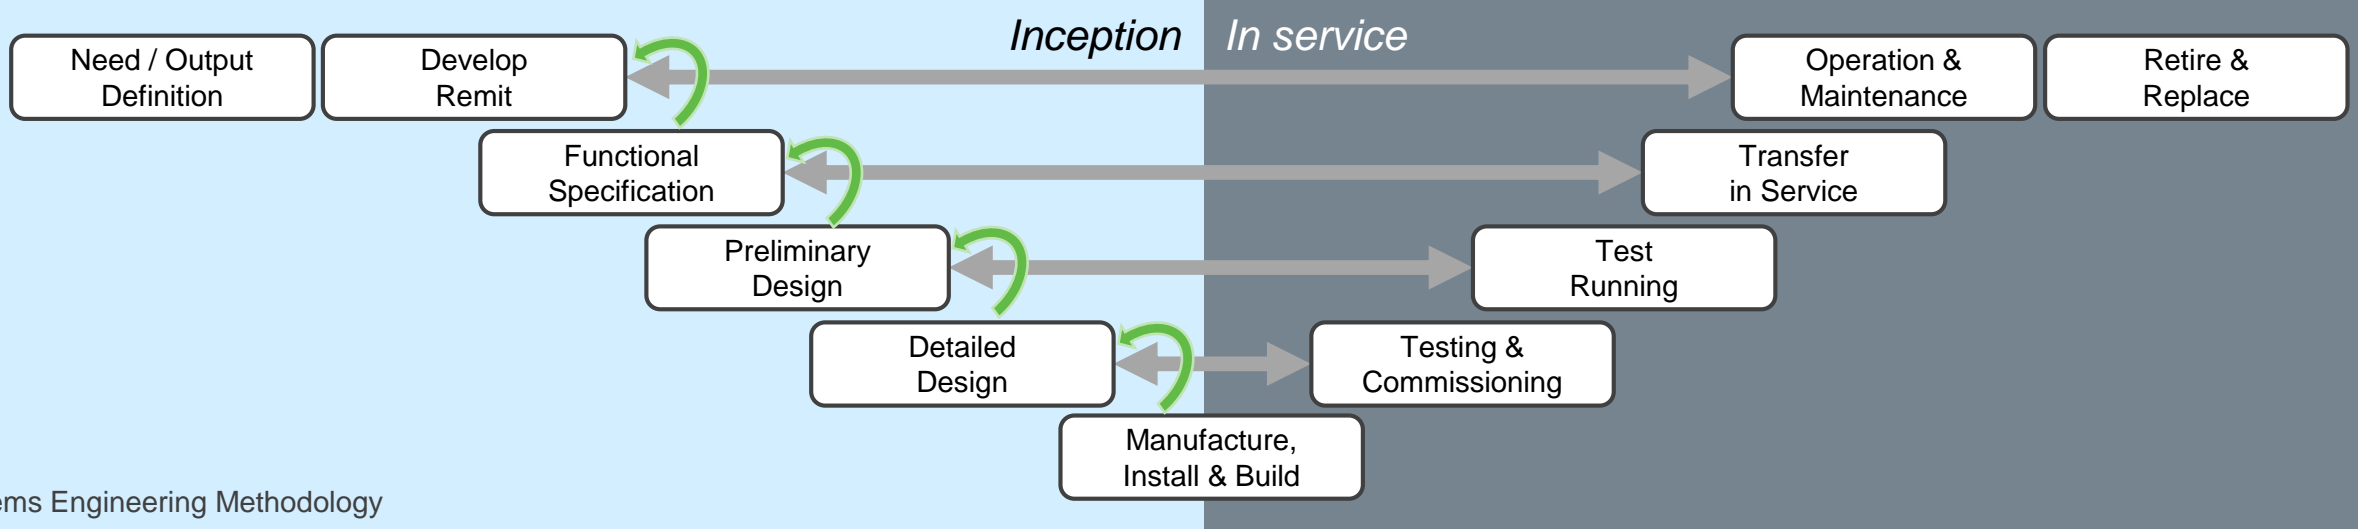 Inception
In service
Need / Output
Definition
Develop
Remit
Operation &
Maintenance
Retire &
Replace
Functional
Specification
Transfer
in Service
Preliminary
Design
Test
Running
Detailed
Design
Testing &
Commissioning
Manufacture,
Install & Build
Engineering Methodology